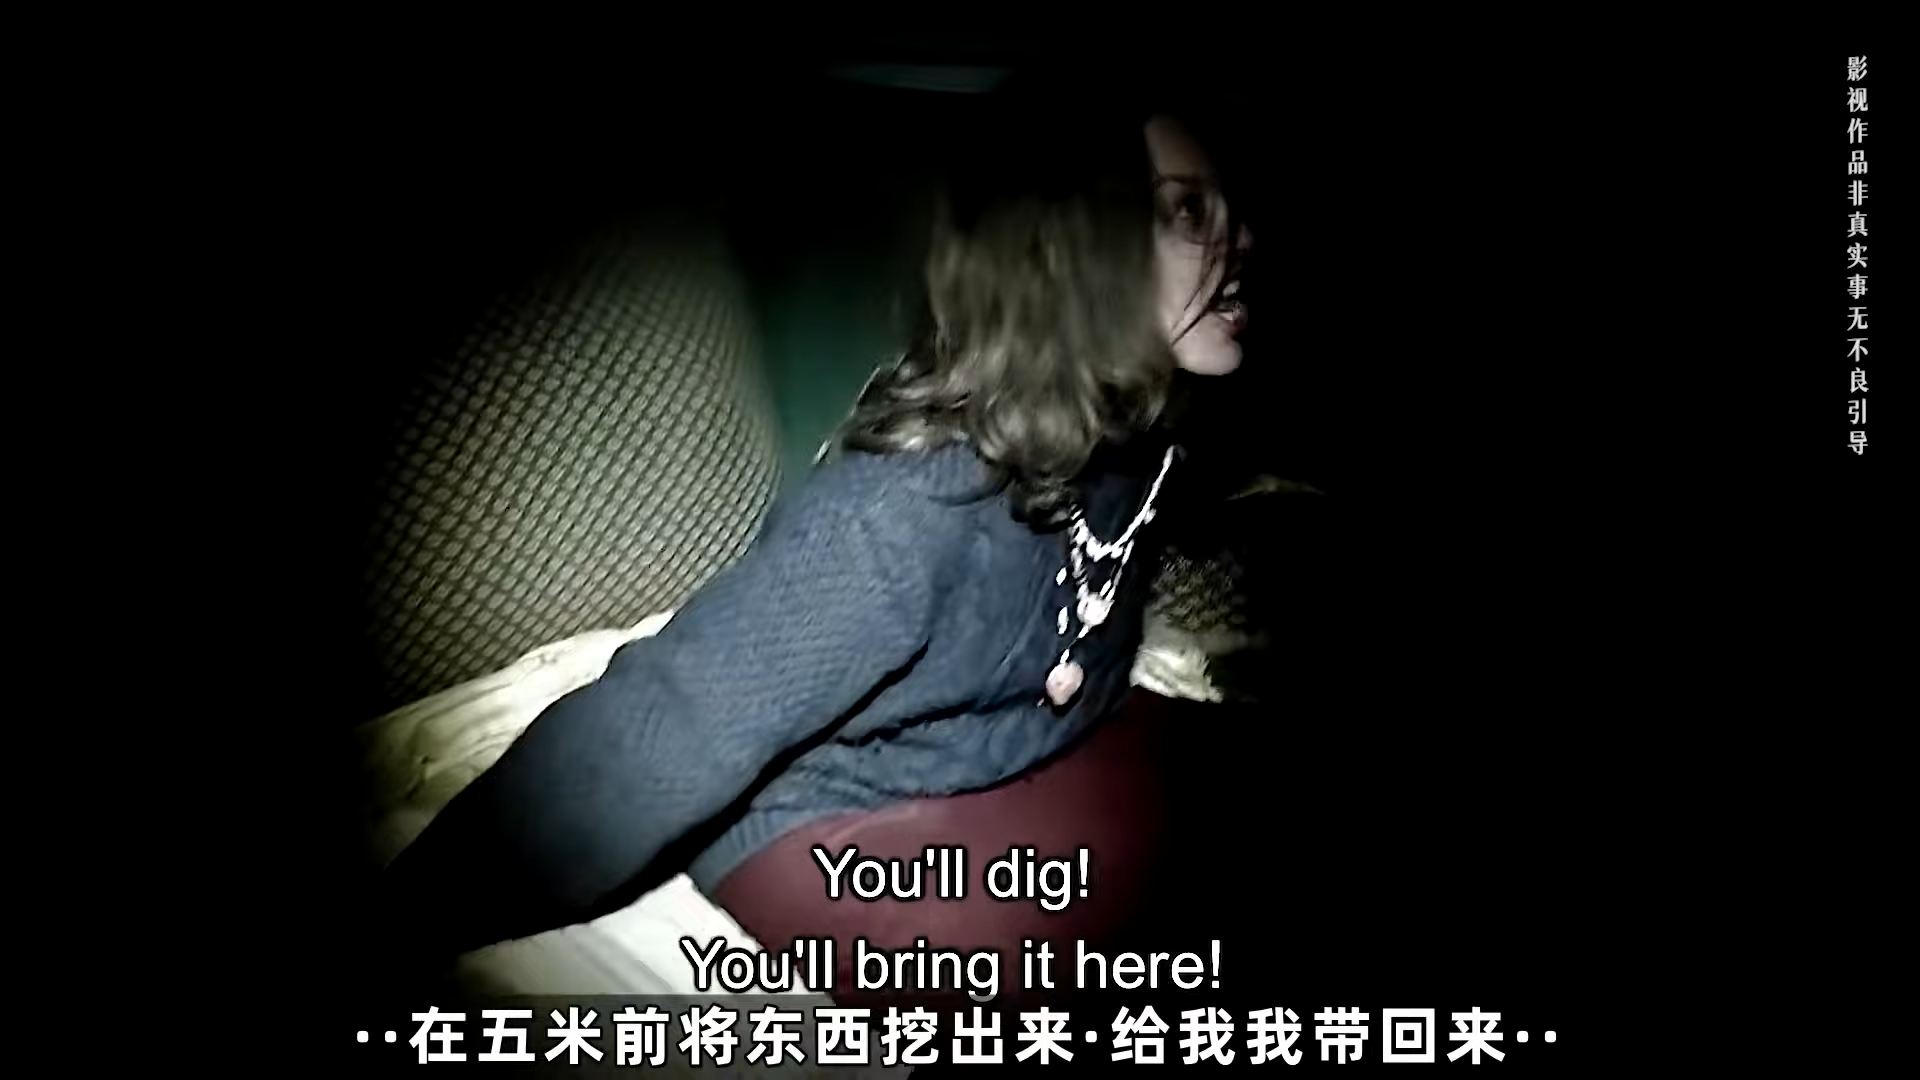 影视作品非真实事无不良引导
You'll dig!
You'll bring it here!
··在五米前将东西挖出来·给我我带回来··